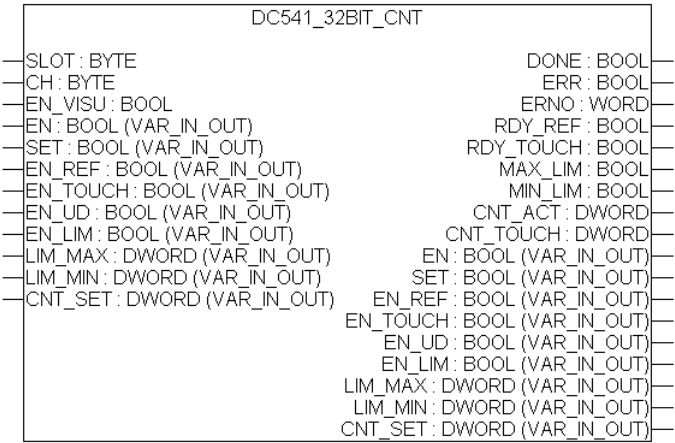 DC541_32BIT_CNT
SLOT : BYTE
CH : BYTE
EN_VISU : BOOL
EN : BOOL (VAR_IN_OUT)
SET : BOOL (VAR_IN_OUT)
EN_REF : BOOL (VAR_IN_OUT)
EN_TOUCH : BOOL (VAR_IN_OUT)
EN_UD : BOOL (VAR_IN_OUT)
EN_LIM : BOOL (VAR_IN_OUT)
LIM_MAX : DWORD (VAR_IN_OUT)
LIM_MIN : DWORD (VAR_IN_OUT)
CNT_SET : DWORD (VAR_IN_OUT)
DONE : BOOL
ERR : BOOL
ERNO : WORD
RDY_REF : BOOL
RDY_TOUCH : BOOL
MAX_LIM : BOOL
MIN_LIM : BOOL
CNT_ACT : DWORD
CNT_TOUCH : DWORD
EN : BOOL (VAR_IN_OUT)
SET : BOOL (VAR_IN_OUT)
EN_REF : BOOL (VAR_IN_OUT)
EN_TOUCH : BOOL (VAR_IN_OUT)
EN_UD : BOOL (VAR_IN_OUT)
EN_LIM : BOOL (VAR_IN_OUT)
LIM_MAX : DWORD (VAR_IN_OUT)
LIM_MIN : DWORD (VAR_IN_OUT)
CNT_SET : DWORD (VAR_IN_OUT)